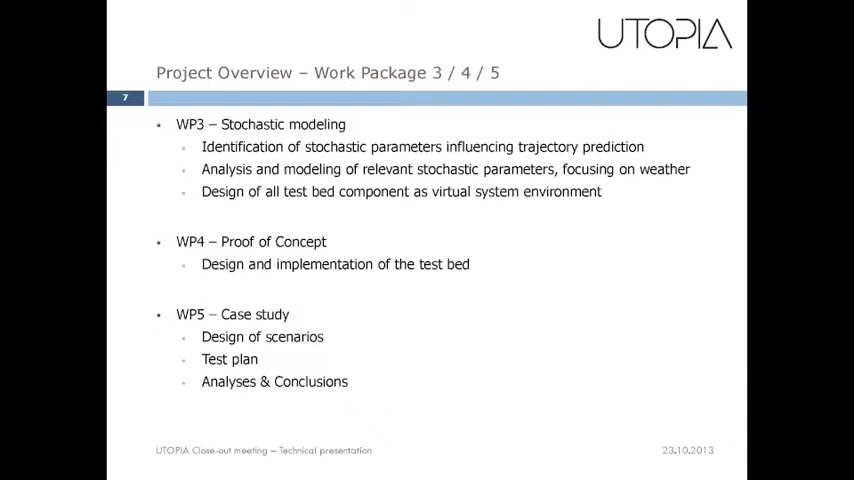 UTOPIA
Project Overview – Work Package 3 / 4 / 5
7
WP3 – Stochastic modeling
Identification of stochastic parameters influencing trajectory prediction
Analysis and modeling of relevant stochastic parameters, focusing on weather
Design of all test bed component as virtual system environment
WP4 – Proof of Concept
Design and implementation of the test bed
WP5 – Case study
Design of scenarios
Test plan
Analyses & Conclusions
UTOPIA Close-out meeting – Technical presentation
23.10.2013